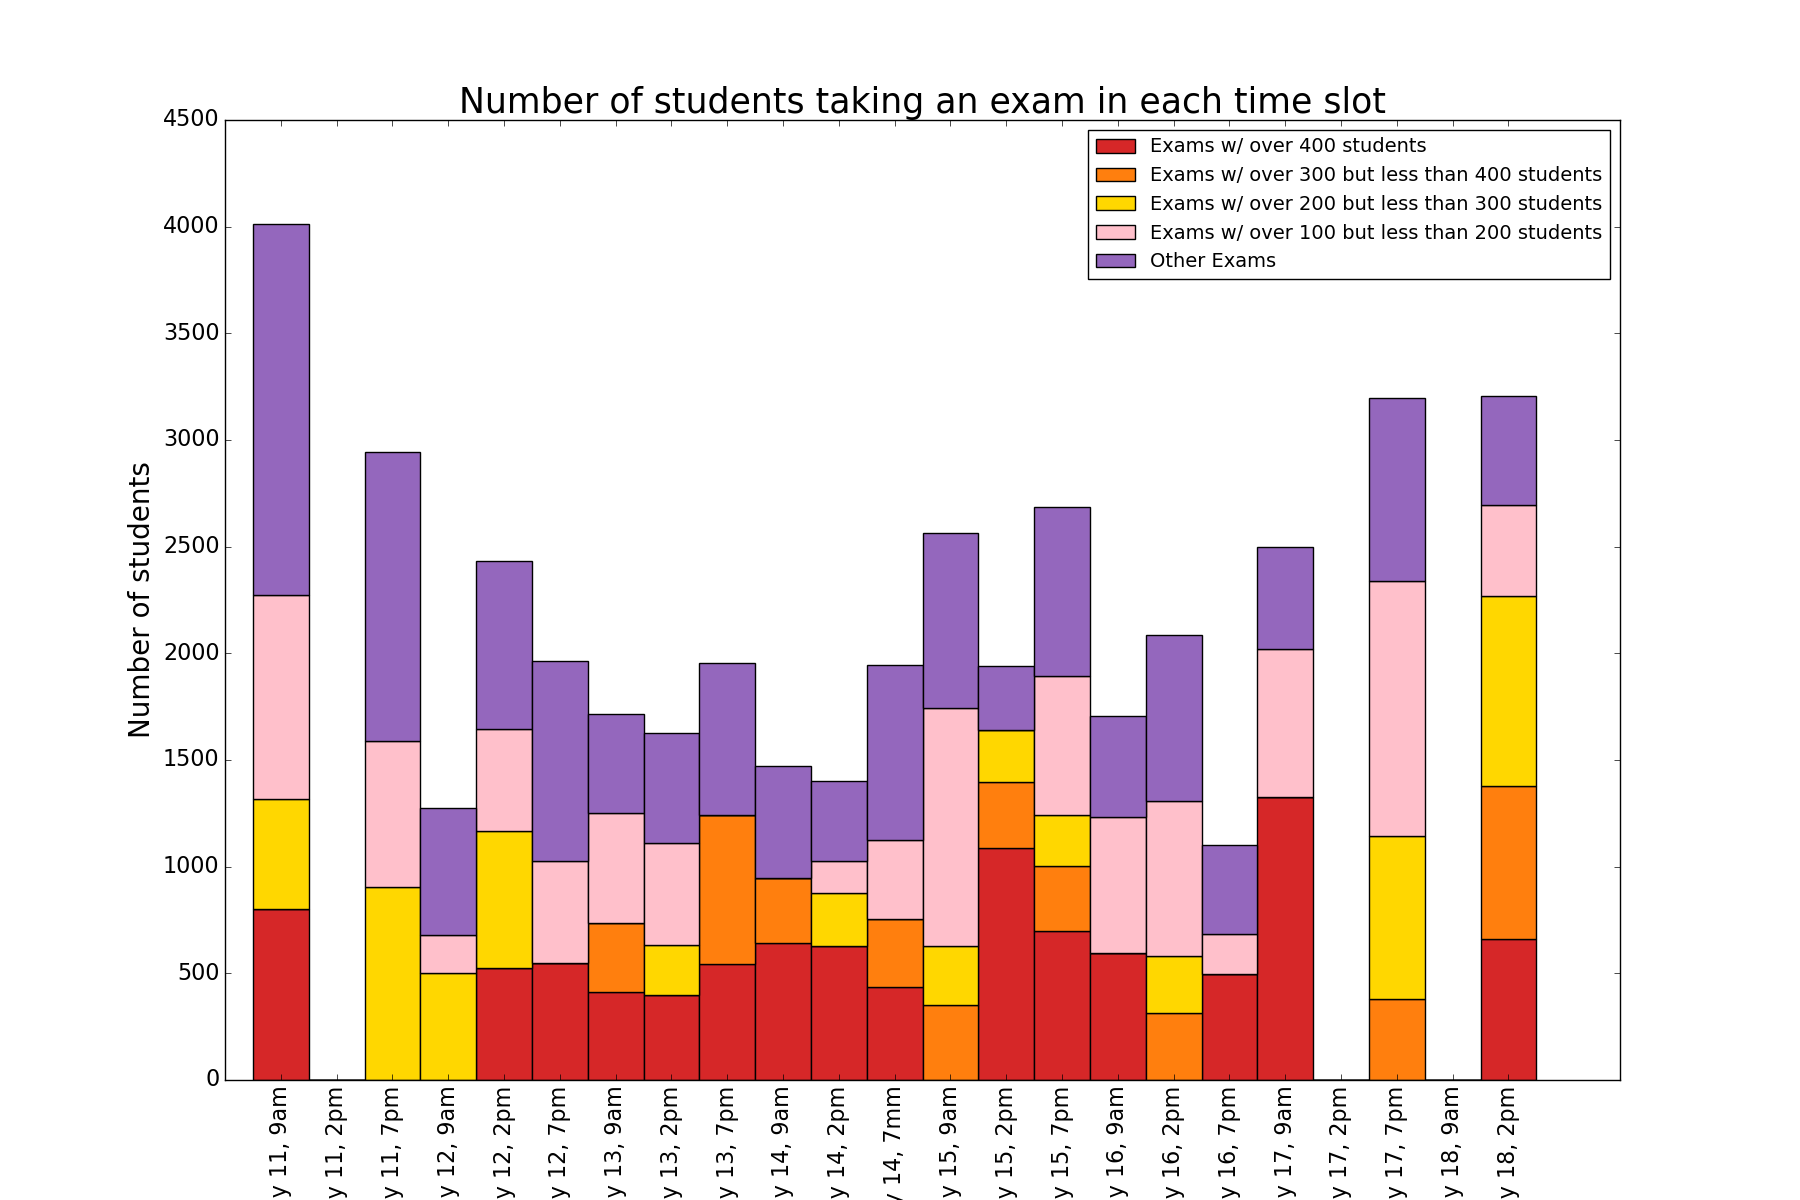 Number of students taking an exam in each time slot
Exams w/ over 400 students
Exams w/ over 300 but less than 400 students
Exams w/ over 200 but less than 300 students
Exams w/ over 100 but less than 200 students
Other Exams
4500
4000
3500
3000
2500
2000
1500
1000
500
0
Number of students
y 11, 9am
y 11, 2pm
y 11, 7pm
y 12, 9am
y 12, 2pm
y 12, 7pm
y 13, 9am
y 13, 2pm
y 13, 7pm
y 14, 9am
y 14, 2pm
y 14, 7mm
y 15, 9am
y 15, 2pm
y 15, 7pm
y 16, 9am
y 16, 2pm
y 16, 7pm
y 17, 9am
y 17, 2pm
y 17, 7pm
y 18, 9am
y 18, 2pm